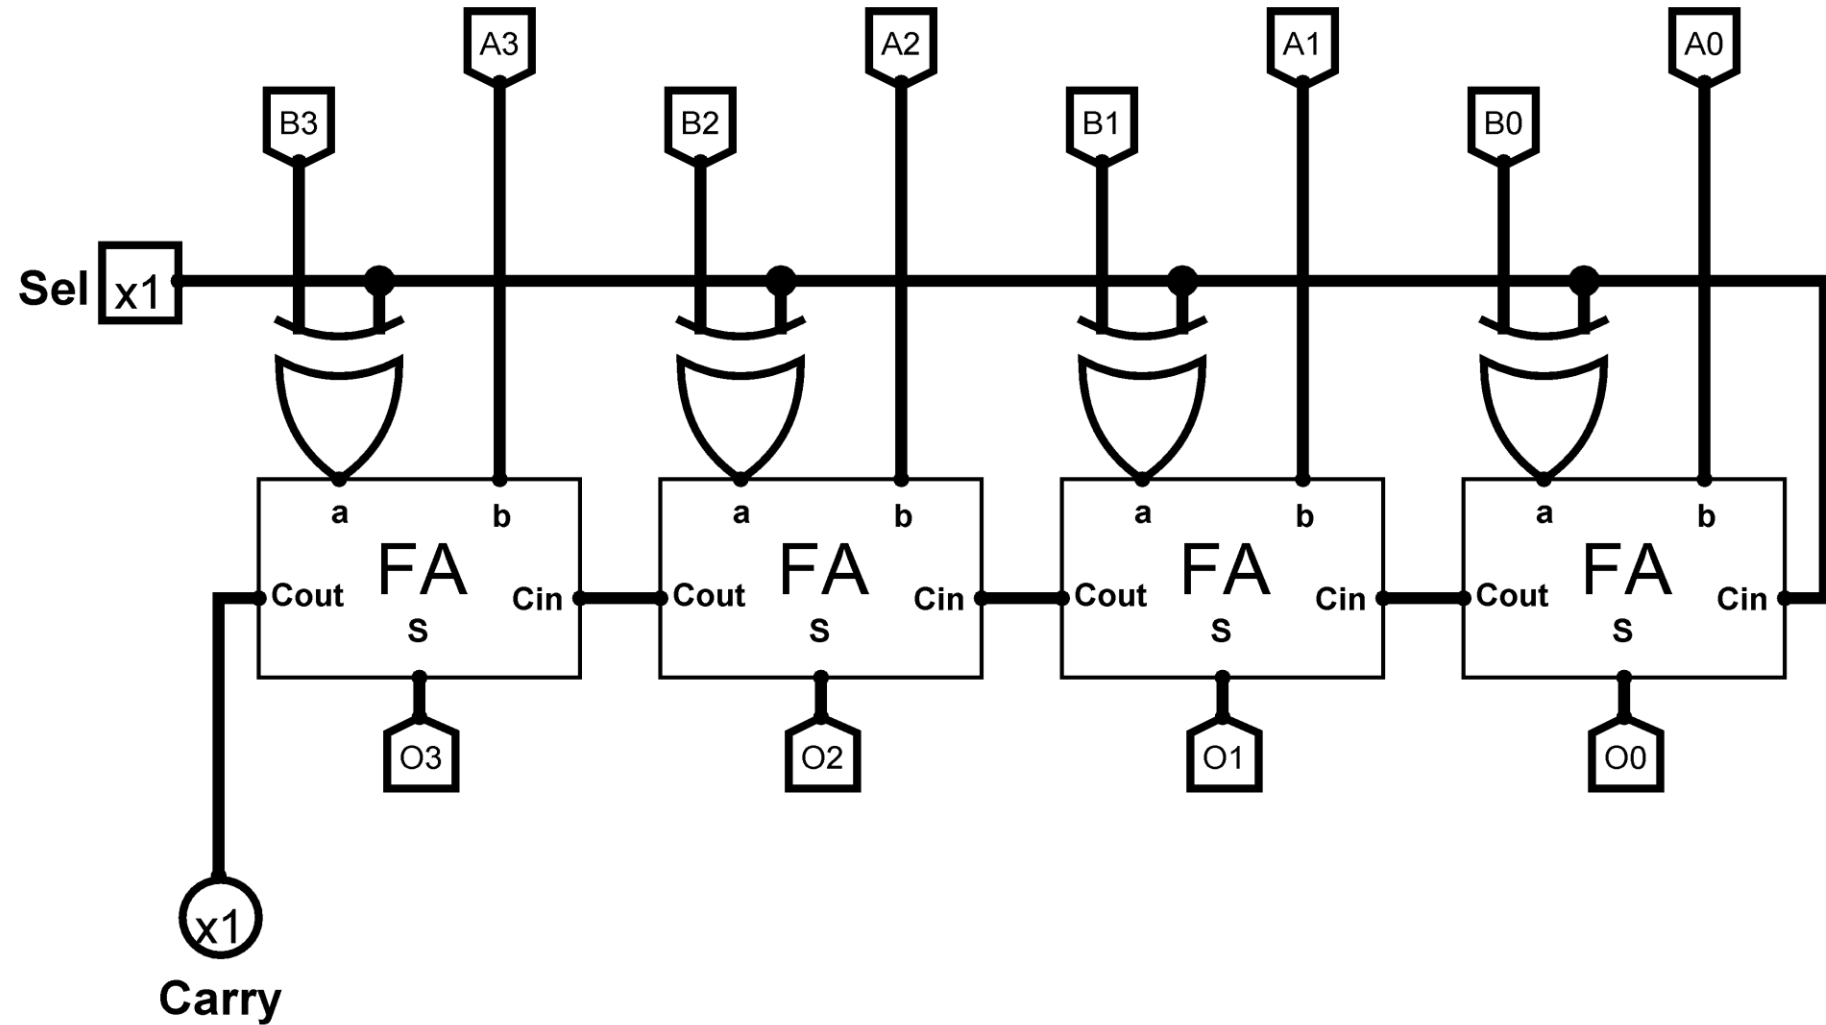 A3 A2 A1 A0
B3 B2 B1 B0
Sel x1
a b a b a b a b
FA FA FA FA
Cout Cin Cout Cin Cout Cin Cout Cin
S S S S
O3 O2 O1 O0
x1
Carry